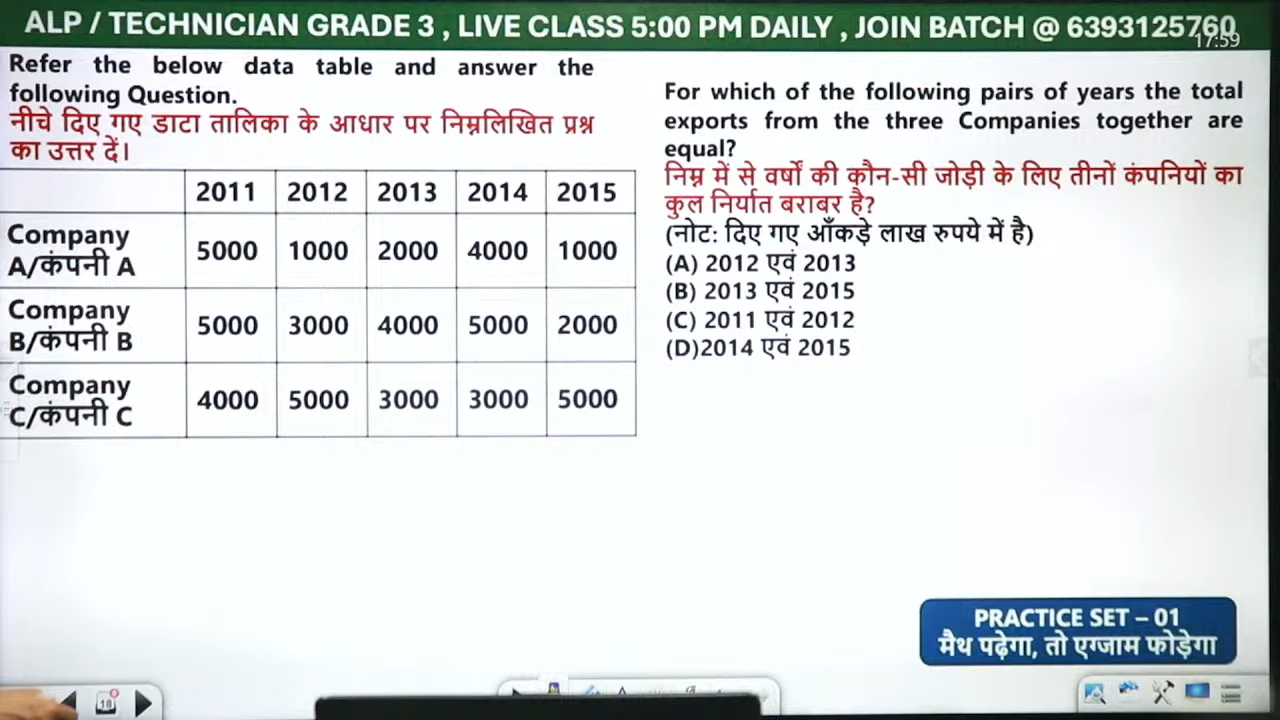 ALP / TECHNICIAN GRADE 3 , LIVE CLASS 5:00 PM DAILY , JOIN BATCH @ 6393125760
17:59
Refer the below data table and answer the
following Question.
नीचे दिए गए डाटा तालिका के आधार पर निम्नलिखित प्रश्न
का उत्तर दें।
2011 2012 2013 2014 2015
Company
A/कंपनी A
5000 1000 2000 4000 1000
Company
B/कंपनी B
5000 3000 4000 5000 2000
Company
C/कंपनी C
4000 5000 3000 3000 5000
For which of the following pairs of years the total
exports from the three Companies together are
equal?
निम्न में से वर्षों की कौन-सी जोड़ी के लिए तीनों कंपनियों का
कुल निर्यात बराबर है?
(नोट: दिए गए आँकड़े लाख रुपये में है)
(A) 2012 एवं 2013
(B) 2013 एवं 2015
(C) 2011 एवं 2012
(D)2014 एवं 2015
PRACTICE SET – 01
मैथ पढ़ेगा, तो एग्जाम फोड़ेगा
18